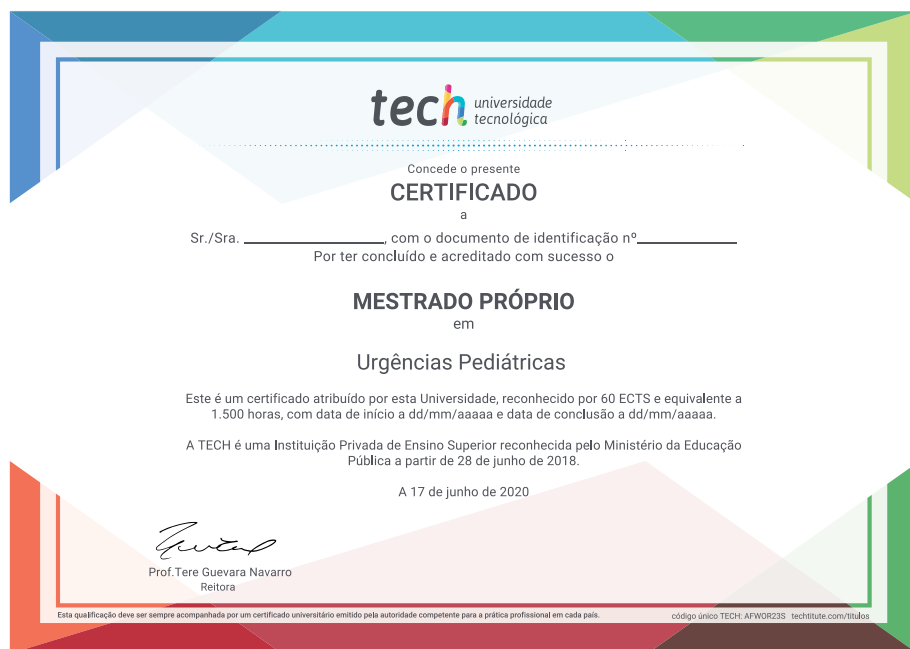 tech universidade
tecnológica
Concede o presente
CERTIFICADO
a
Sr./Sra. ________________, com o documento de identificação nº____________
Por ter concluído e acreditado com sucesso o
MESTRADO PRÓPRIO
em
Urgências Pediátricas
Este é um certificado atribuído por esta Universidade, reconhecido por 60 ECTS e equivalente a
1.500 horas, com data de início a dd/mm/aaaaa e data de conclusão a dd/mm/aaaaa.
A TECH é uma Instituição Privada de Ensino Superior reconhecida pelo Ministério da Educação
Pública a partir de 28 de junho de 2018.
A 17 de junho de 2020
Prof.Tere Guevara Navarro
Reitora
Esta qualificação deve ser sempre acompanhada por um certificado universitário emitido pela autoridade competente para a prática profissional em cada país.
código único TECH: AFWOR23S techtitute.com/titulos